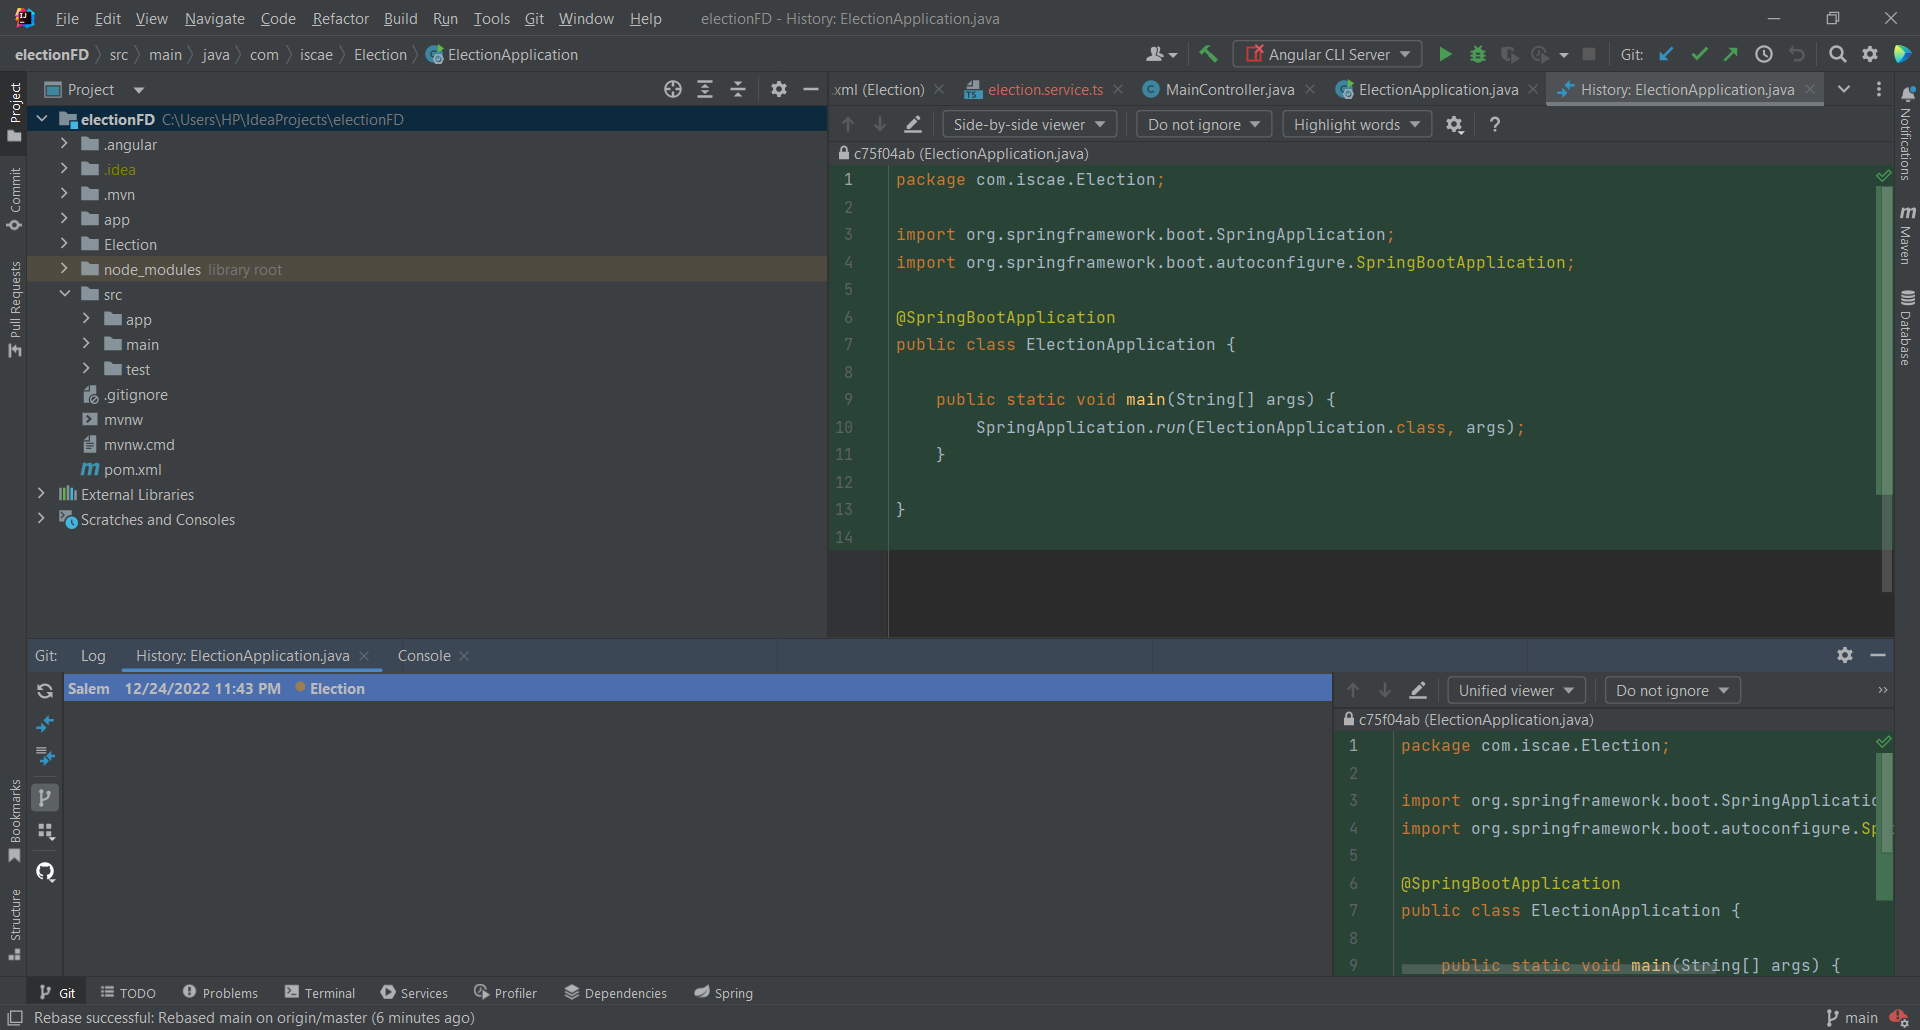 File Edit View Navigate Code Refactor Build Run Tools Git Window Help electionFD - History: ElectionApplication.java
electionFD src main java com iscae Election ElectionApplication Angular CLI Server Git:
Project
.xml (Election) election.service.ts MainController.java ElectionApplication.java History: ElectionApplication.java
Side-by-side viewer Do not ignore Highlight words ?
c75f04ab (ElectionApplication.java)
Project
Commit
Pull Requests
Bookmarks
Structure
electionFD C:\Users\HP\IdeaProjects\electionFD
.angular
.idea
.mvn
app
Election
node_modules library root
src
app
main
test
.gitignore
mvnw
mvnw.cmd
pom.xml
External Libraries
Scratches and Consoles
1 package com.iscae.Election;
2
3 import org.springframework.boot.SpringApplication;
4 import org.springframework.boot.autoconfigure.SpringBootApplication;
5
6 @SpringBootApplication
7 public class ElectionApplication {
8
9 public static void main(String[] args) {
10 SpringApplication.run(ElectionApplication.class, args);
11 }
12
13 }
14
Notifications
Maven
Database
Git: Log History: ElectionApplication.java Console
Salem 12/24/2022 11:43 PM Election
Unified viewer Do not ignore
c75f04ab (ElectionApplication.java)
1 package com.iscae.Election;
2
3 import org.springframework.boot.SpringApplicatio
4 import org.springframework.boot.autoconfigure.Sp
5
6 @SpringBootApplication
7 public class ElectionApplication {
8
9 public static void main(String[] args) {
Git TODO Problems Terminal Services Profiler Dependencies Spring
Rebase successful: Rebased main on origin/master (6 minutes ago) main